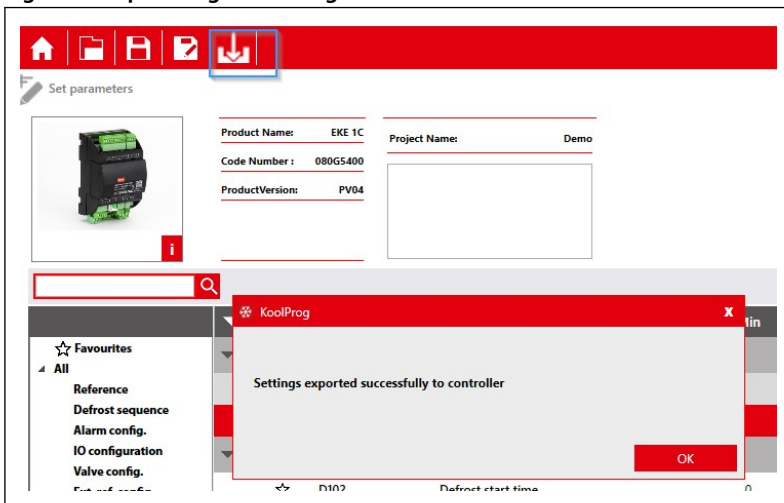 Set parameters
Product Name: EKE 1C
Code Number : 080G5400
ProductVersion: PV04
Project Name: Demo
i
KoolProg X
Min
Settings exported successfully to controller
OK
Favourites
All
Reference
Defrost sequence
Alarm config.
IO configuration
Valve config.
D102 Defrost start time 0